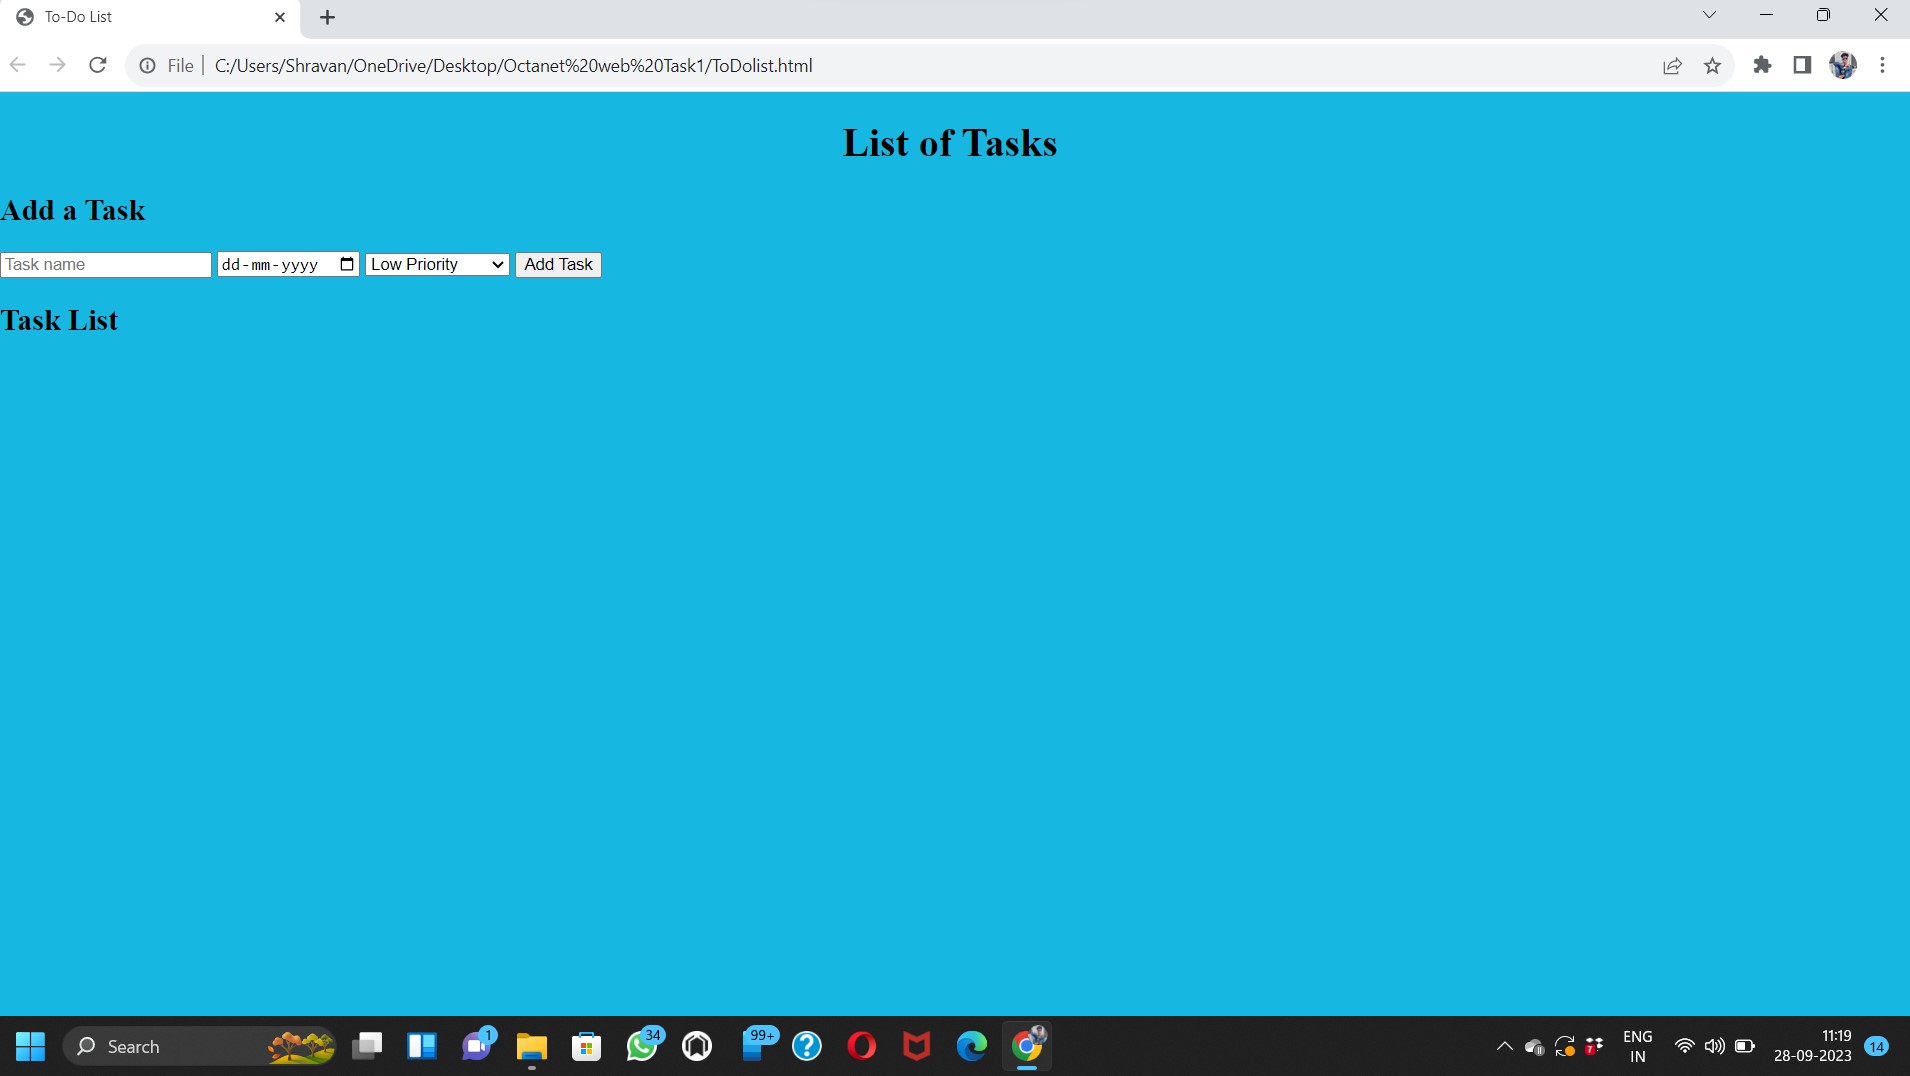 To-Do List
File
C:/Users/Shravan/OneDrive/Desktop/Octanet%20web%20Task1/ToDolist.html
List of Tasks
Add a Task
Task name dd-mm-yyyy Low Priority Add Task
Task List
Search
1
34
99+
7
ENG
IN
11:19
28-09-2023
14